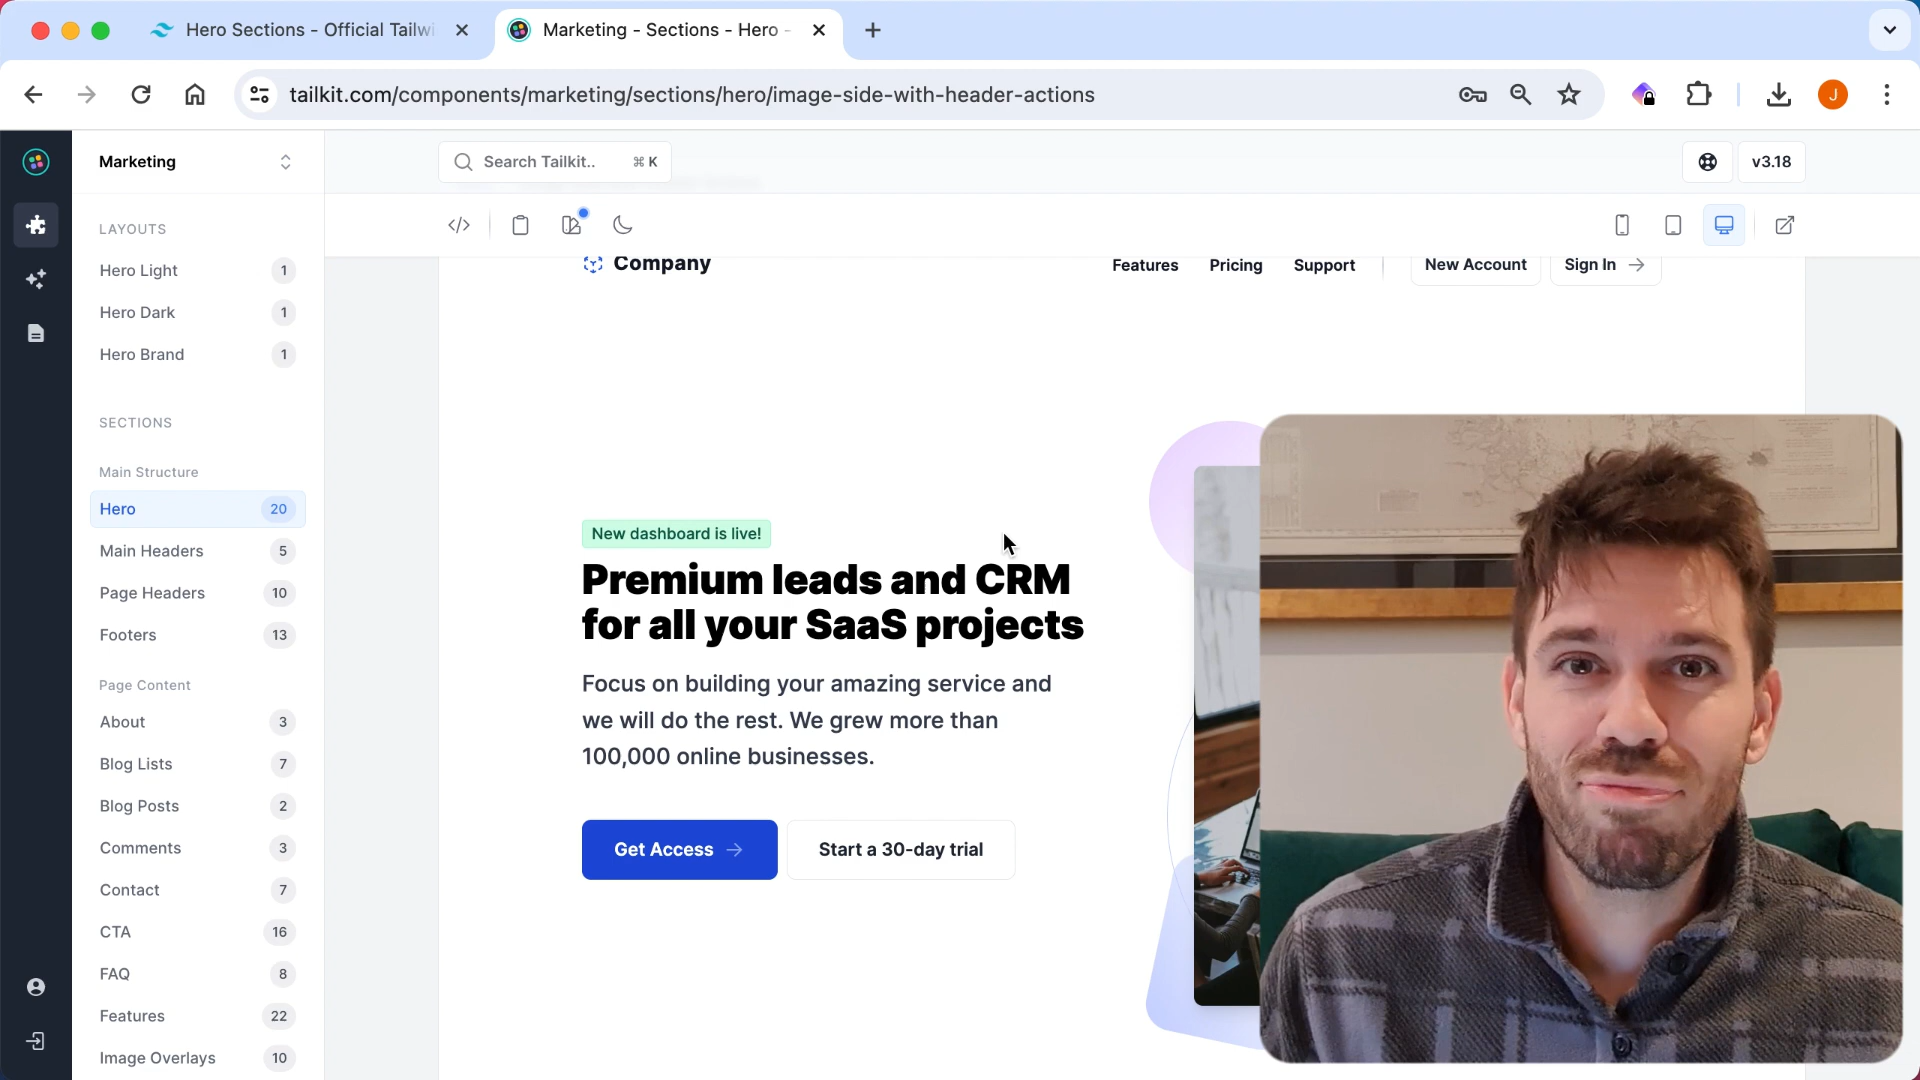 Hero Sections - Official Tailwi
Marketing - Sections - Hero -
tailkit.com/components/marketing/sections/hero/image-side-with-header-actions
J
Marketing
Search Tailkit..
⌘ K
v3.18
LAYOUTS
Hero Light 1
Hero Dark 1
Hero Brand 1
SECTIONS
Main Structure
Hero 20
Main Headers 5
Page Headers 10
Footers 13
Page Content
About 3
Blog Lists 7
Blog Posts 2
Comments 3
Contact 7
CTA 16
FAQ 8
Features 22
Image Overlays 10
Company
Features
Pricing
Support
New Account
Sign In
New dashboard is live!
Premium leads and CRM
for all your SaaS projects
Focus on building your amazing service and
we will do the rest. We grew more than
100,000 online businesses.
Get Access
Start a 30-day trial